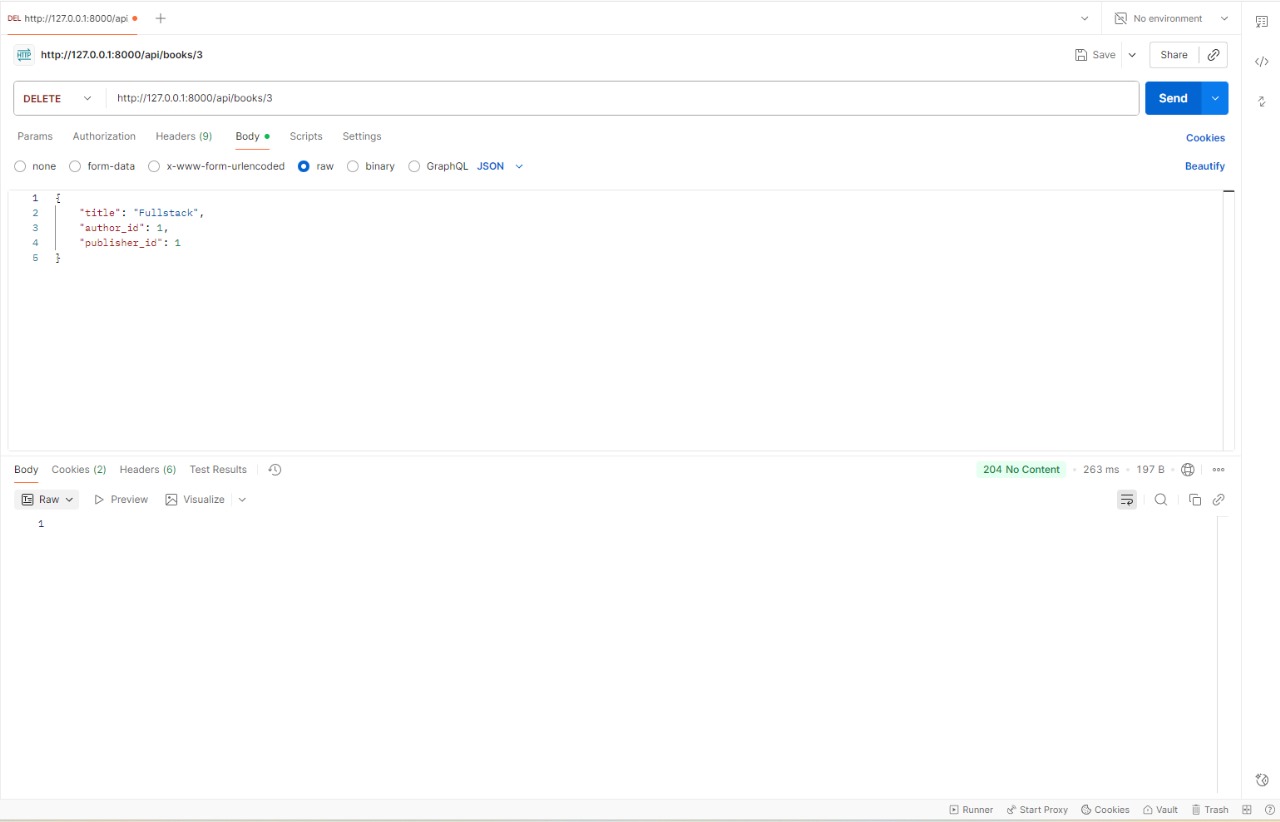 DEL http://127.0.0.1:8000/api
No environment
HTTP http://127.0.0.1:8000/api/books/3
Save
Share
DELETE
http://127.0.0.1:8000/api/books/3
Send
Params Authorization Headers (9) Body Scripts Settings
Cookies
none form-data x-www-form-urlencoded raw binary GraphQL JSON
Beautify
1 {
2 "title": "Fullstack",
3 "author_id": 1,
4 "publisher_id": 1
5 }
Body Cookies (2) Headers (6) Test Results
204 No Content 263 ms 197 B
Raw Preview Visualize
1
Runner Start Proxy Cookies Vault Trash